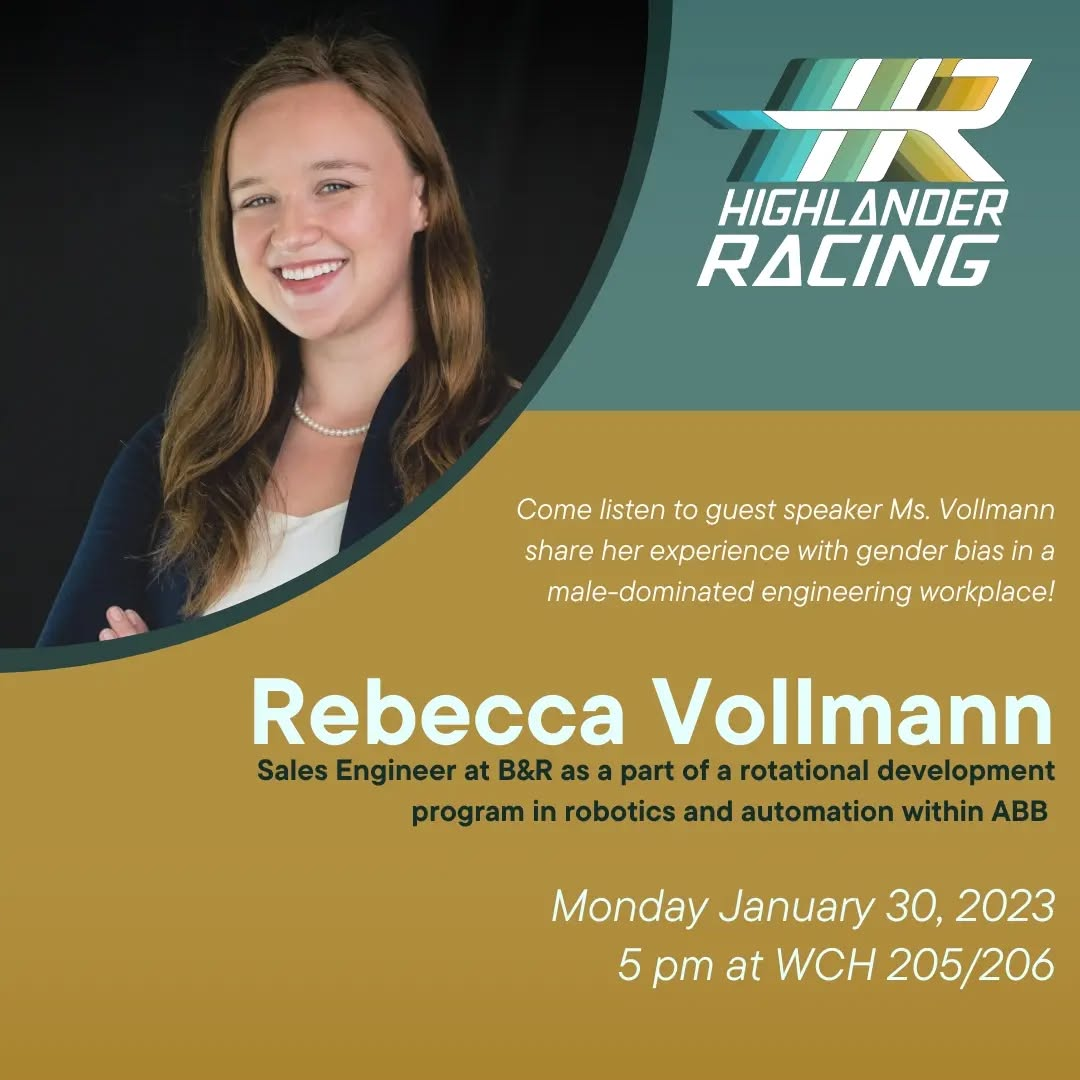 HR
HIGHLANDER
RACING
Come listen to guest speaker Ms. Vollmann
share her experience with gender bias in a
male-dominated engineering workplace!
Rebecca Vollmann
Sales Engineer at B&R as a part of a rotational development
program in robotics and automation within ABB
Monday January 30, 2023
5 pm at WCH 205/206